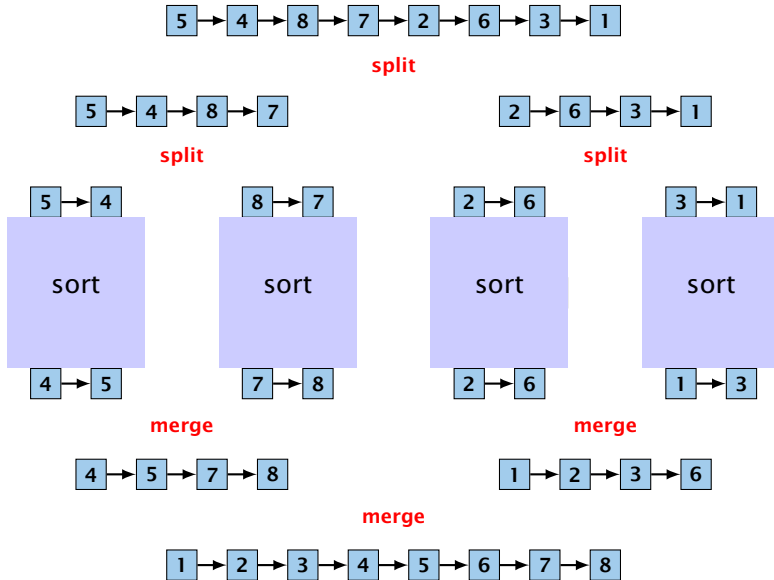 5 4 8 7 2 6 3 1
split
5 4 8 7 2 6 3 1
split split
5 4 8 7 2 6 3 1
sort sort sort sort
4 5 7 8 2 6 1 3
merge merge
4 5 7 8 1 2 3 6
merge
1 2 3 4 5 6 7 8